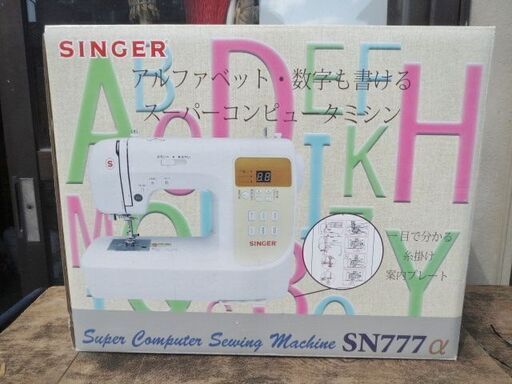 SINGER
アルファベット・数字も書ける
スーパーコンピュータミシン
S
88
SINGER
一目で分かる
糸掛け
案内プレート
Super Computer Sewing Machine SN777α